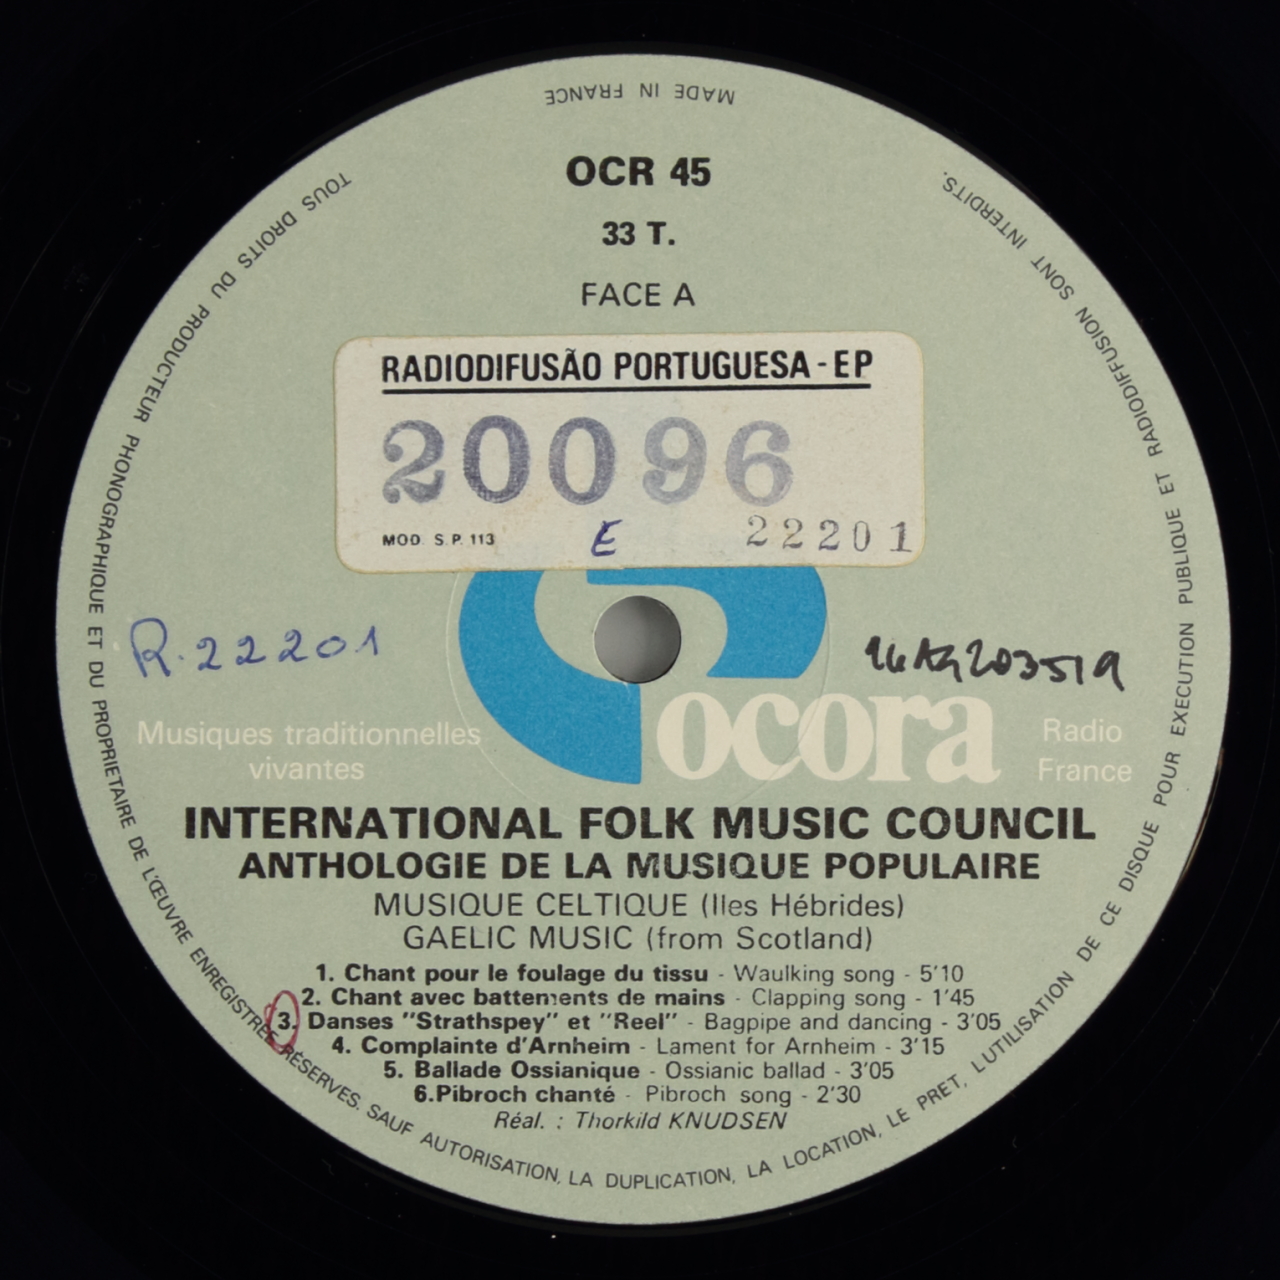 MADE IN FRANCE
OCR 45
33 T.
FACE A
RADIODIFUSÃO PORTUGUESA - EP
20096
MOD. S.P. 113 E 22201
R.22201
ocora
Musiques traditionnelles
vivantes
Radio
France
INTERNATIONAL FOLK MUSIC COUNCIL
ANTHOLOGIE DE LA MUSIQUE POPULAIRE
MUSIQUE CELTIQUE (Iles Hébrides)
GAELIC MUSIC (from Scotland)
1. Chant pour le foulage du tissu - Waulking song - 5'10
2. Chant avec battements de mains - Clapping song - 1'45
3. Danses "Strathspey" et "Reel" - Bagpipe and dancing - 3'05
4. Complainte d'Arnheim - Lament for Arnheim - 3'15
5. Ballade Ossianique - Ossianic ballad - 3'05
6.Pibroch chanté - Pibroch song - 2'30
Réal. : Thorkild KNUDSEN
TOUS DROITS DU PRODUCTEUR PHONOGRAPHIQUE ET DU PROPRIETAIRE DE L'ŒUVRE ENREGISTRÉE RÉSERVES. SAUF AUTORISATION, LA DUPLICATION, LA LOCATION, LE PRET, L'UTILISATION DE CE DISQUE POUR EXECUTION PUBLIQUE ET RADIODIFFUSION SONT INTERDITS.